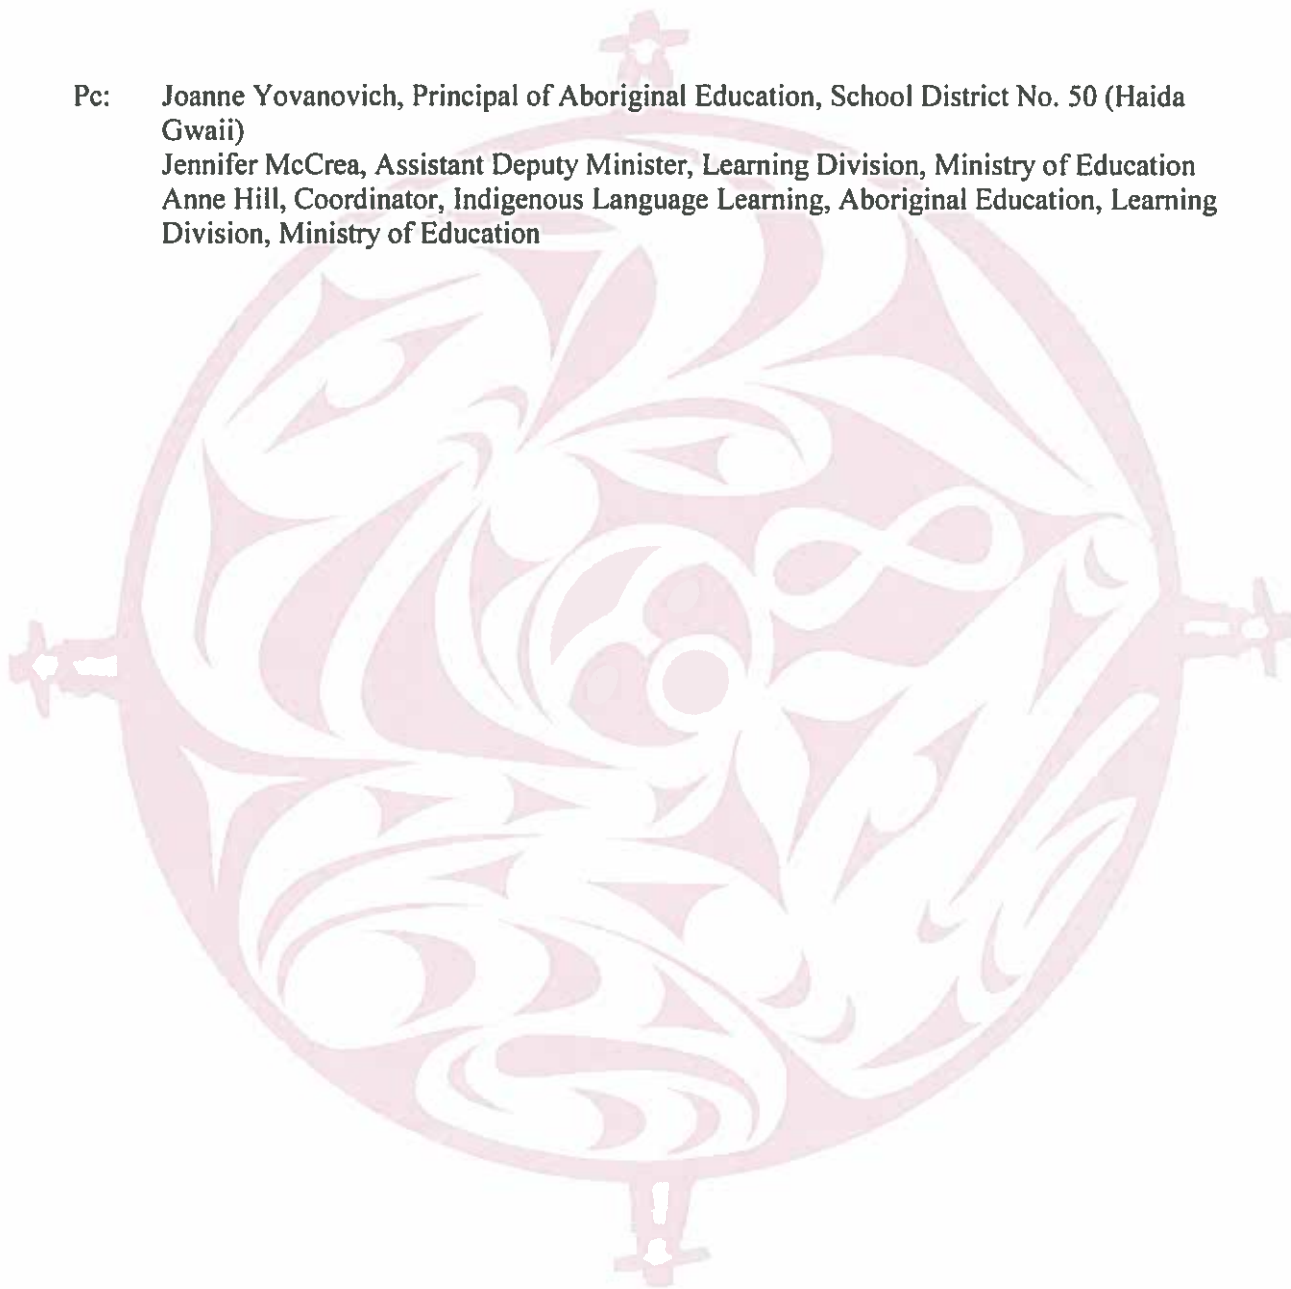 Pc: Joanne Yovanovich, Principal of Aboriginal Education, School District No. 50 (Haida
Gwaii)
Jennifer McCrea, Assistant Deputy Minister, Learning Division, Ministry of Education
Anne Hill, Coordinator, Indigenous Language Learning, Aboriginal Education, Learning
Division, Ministry of Education